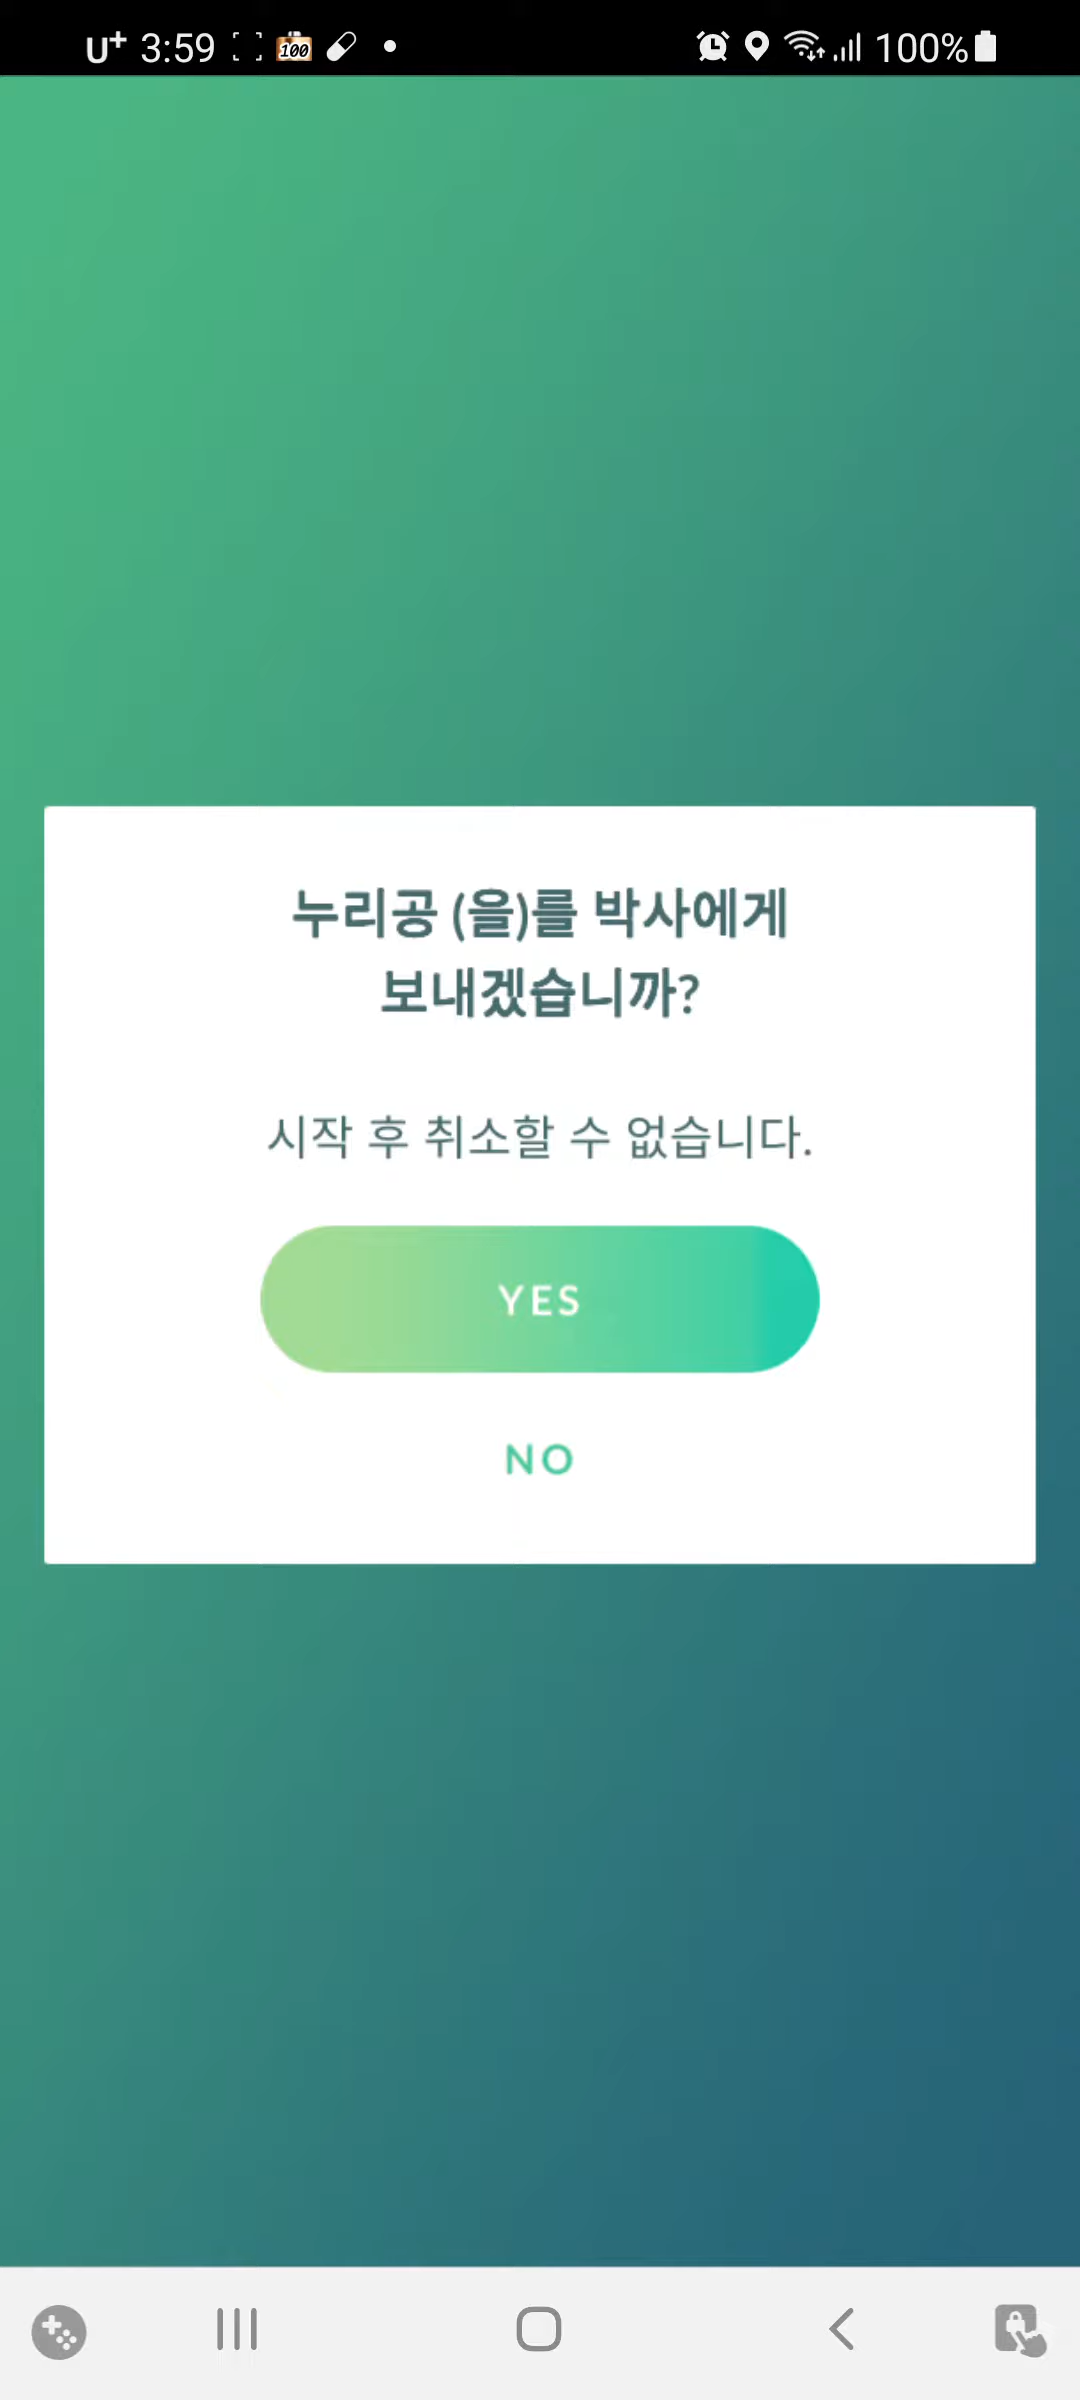 U+ 3:59 100 100%
누리공 (을)를 박사에게
보내겠습니까?
시작 후 취소할 수 없습니다.
YES
NO